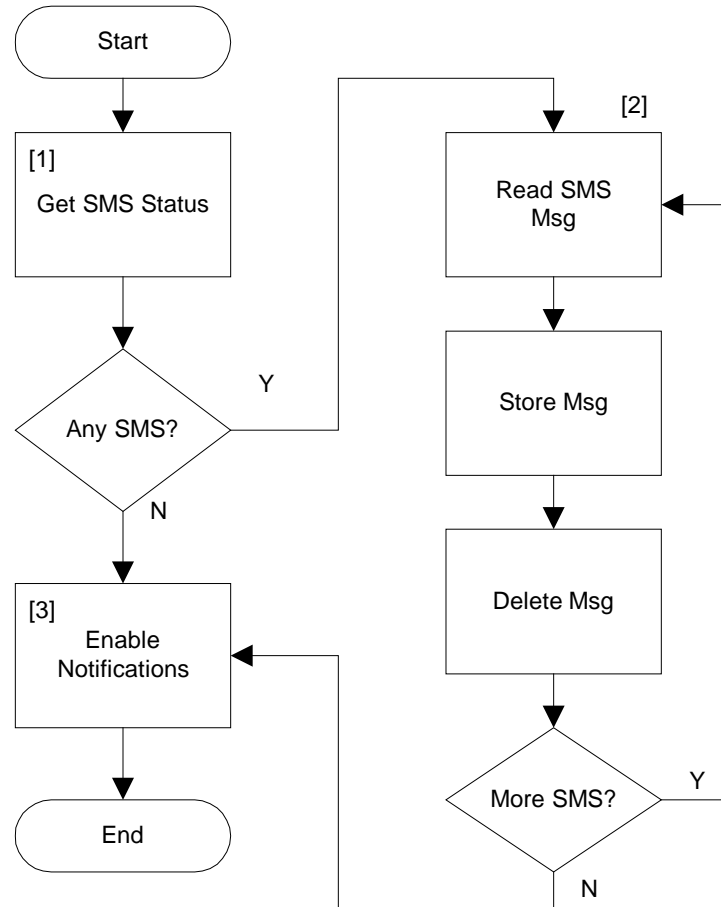 Start
[1]
Get SMS Status
Any SMS?
Y
N
[3]
Enable
Notifications
End
[2]
Read SMS
Msg
Store Msg
Delete Msg
More SMS?
Y
N